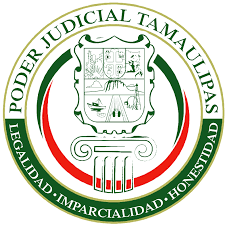 PODER JUDICIAL TAMAULIPAS
LEGALIDAD · IMPARCIALIDAD · HONESTIDAD